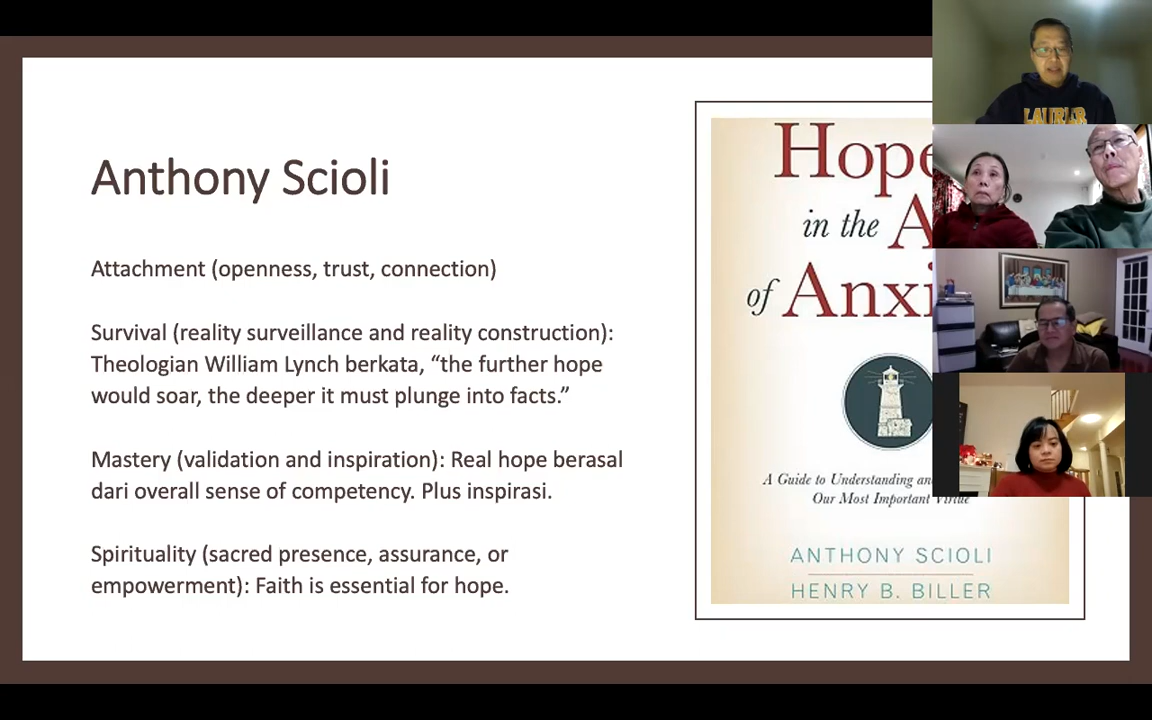 Anthony Scioli
Attachment (openness, trust, connection)
Survival (reality surveillance and reality construction):
Theologian William Lynch berkata, “the further hope
would soar, the deeper it must plunge into facts.”
Mastery (validation and inspiration): Real hope berasal
dari overall sense of competency. Plus inspirasi.
Spirituality (sacred presence, assurance, or
empowerment): Faith is essential for hope.
Hope
in the A
of Anxi
A Guide to Understanding an
Our Most Important Virtue
ANTHONY SCIOLI
HENRY B. BILLER
LAURIER